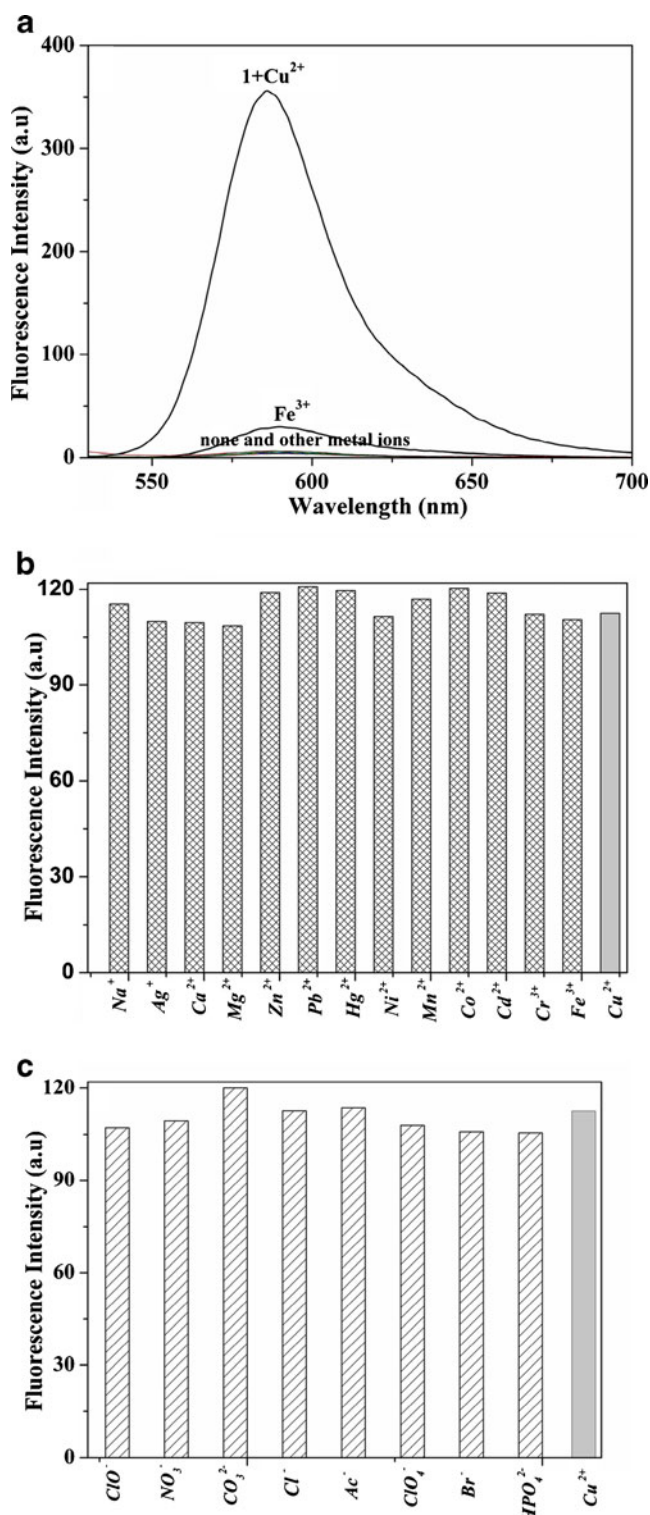 a
400
300
200
100
0
Fluorescence Intensity (a.u)
1+Cu²⁺
Fe³⁺
none and other metal ions
550 600 650 700
Wavelength (nm)
b
120
90
60
30
0
Fluorescence Intensity (a.u)
Na⁺ Ag⁺ Ca²⁺ Mg²⁺ Zn²⁺ Pb²⁺ Hg²⁺ Ni²⁺ Mn²⁺ Co²⁺ Cd²⁺ Cr³⁺ Fe³⁺ Cu²⁺
c
120
90
60
30
0
Fluorescence Intensity (a.u)
ClO⁻ NO₃⁻ CO₃²⁻ Cl⁻ Ac⁻ ClO₄⁻ Br⁻ HPO₄²⁻ Cu²⁺